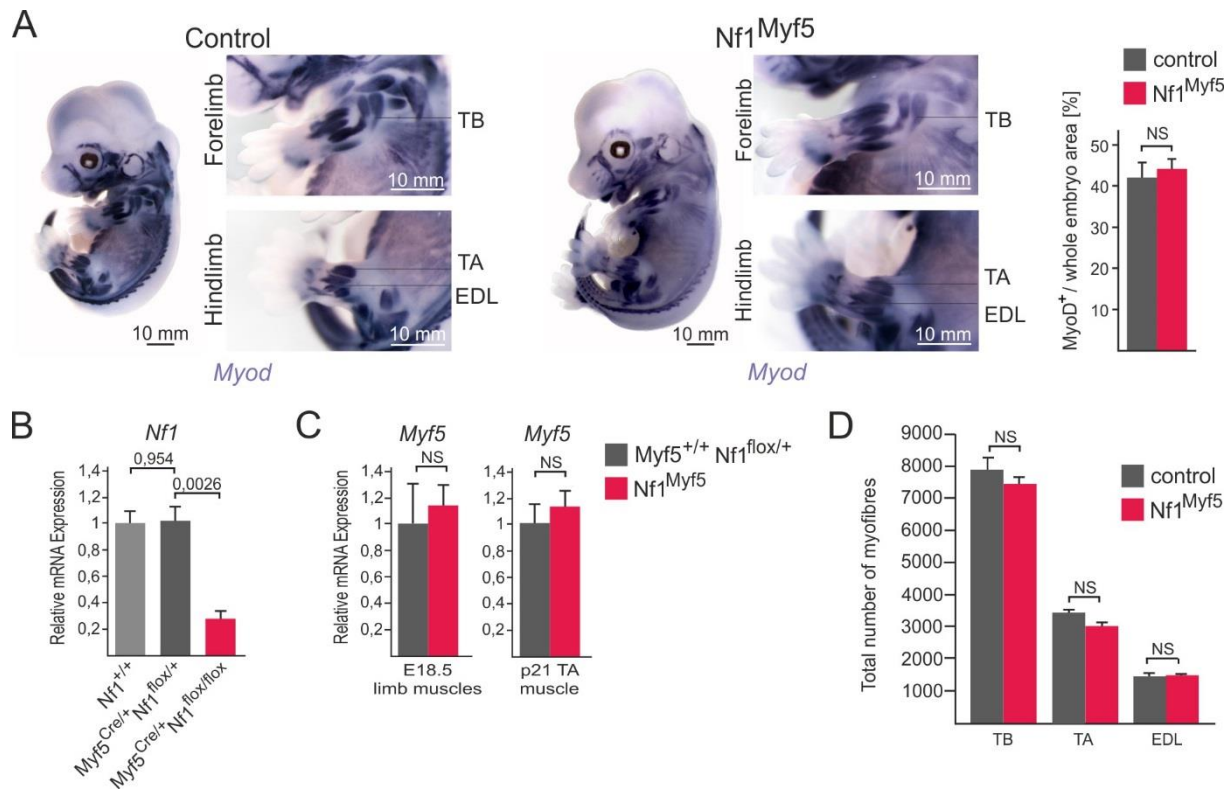 A
Control
Forelimb
TB
10 mm
Hindlimb
TA
EDL
10 mm
10 mm
Myod
Nf1Myf5
Forelimb
TB
10 mm
Hindlimb
TA
EDL
10 mm
10 mm
Myod
control
Nf1Myf5
MyoD+ / whole embryo area [%]
NS
50
40
30
20
10
B
Nf1
0,954
0,0026
Relative mRNA Expression
1,4
1,2
1
0,8
0,6
0,4
0,2
Nf1+/+
Myf5Cre/+Nf1flox/+
Myf5Cre/+Nf1flox/flox
C
Myf5
NS
Relative mRNA Expression
1,4
1,2
1
0,8
0,6
0,4
0,2
E18.5
limb muscles
Myf5
NS
1,4
1,2
1
0,8
0,6
0,4
0,2
p21 TA
muscle
Myf5+/+ Nf1flox/+
Nf1Myf5
D
Total number of myofibres
9000
8000
7000
6000
5000
4000
3000
2000
1000
NS
NS
NS
TB
TA
EDL
control
Nf1Myf5